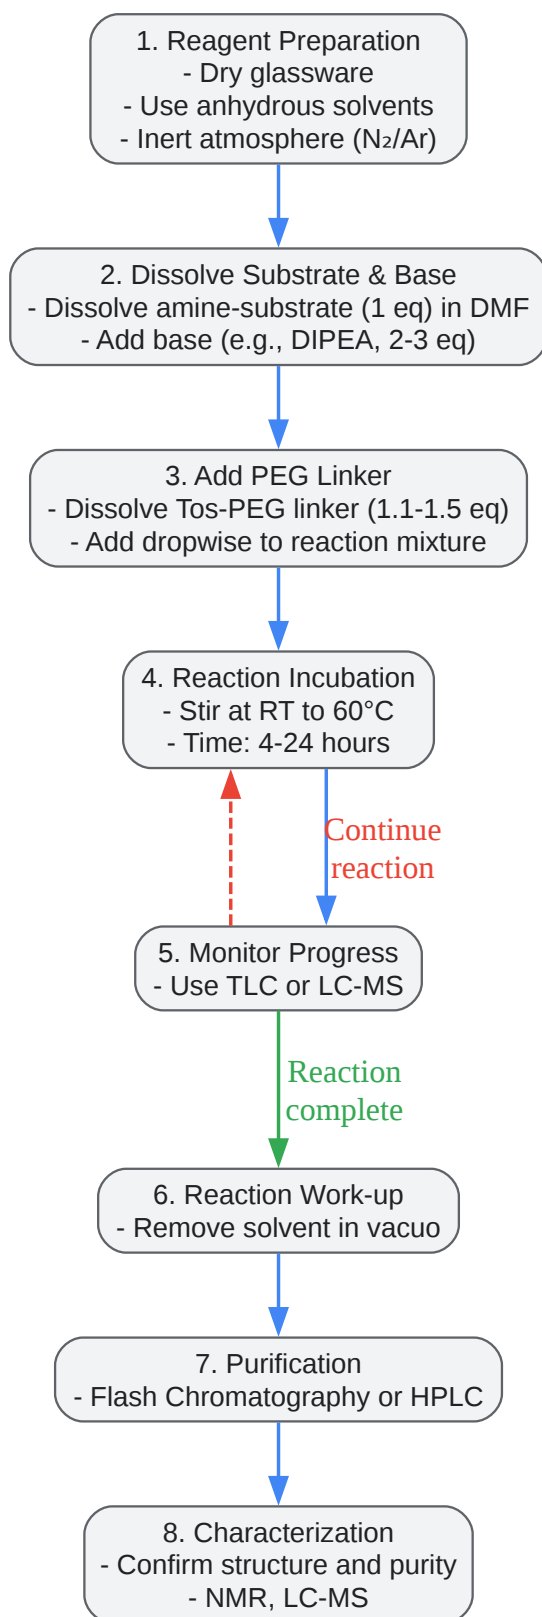 1. Reagent Preparation
- Dry glassware
- Use anhydrous solvents
- Inert atmosphere (N₂/Ar)
2. Dissolve Substrate & Base
- Dissolve amine-substrate (1 eq) in DMF
- Add base (e.g., DIPEA, 2-3 eq)
3. Add PEG Linker
- Dissolve Tos-PEG linker (1.1-1.5 eq)
- Add dropwise to reaction mixture
4. Reaction Incubation
- Stir at RT to 60°C
- Time: 4-24 hours
Continue
reaction
5. Monitor Progress
- Use TLC or LC-MS
Reaction
complete
6. Reaction Work-up
- Remove solvent in vacuo
7. Purification
- Flash Chromatography or HPLC
8. Characterization
- Confirm structure and purity
- NMR, LC-MS